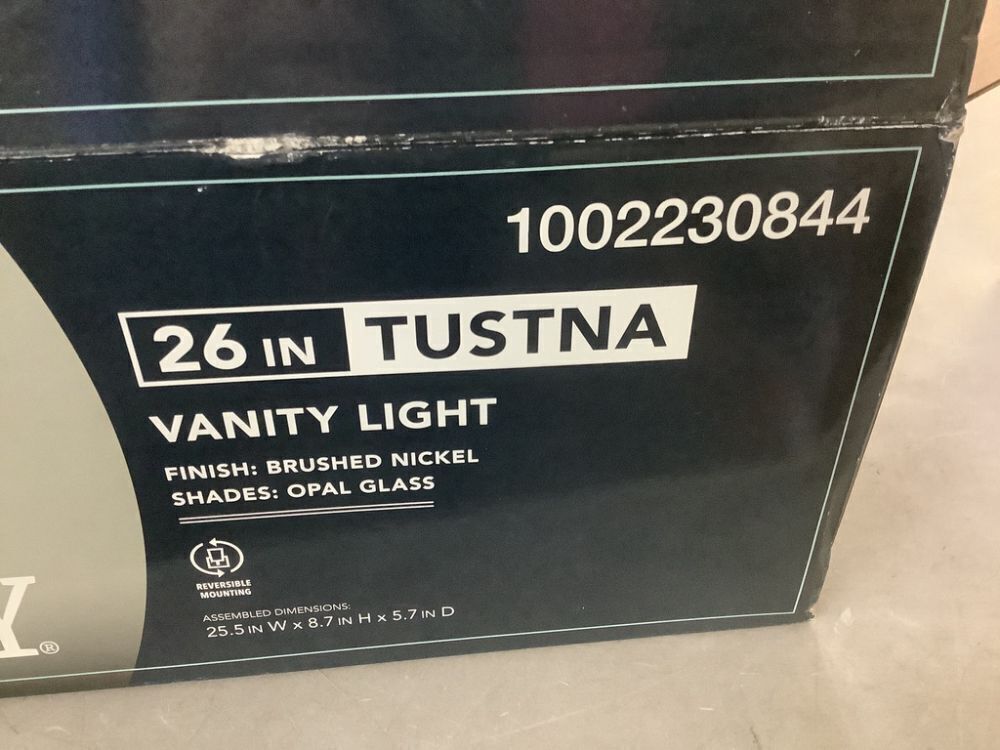 1002230844
26 IN TUSTNA
VANITY LIGHT
FINISH: BRUSHED NICKEL
SHADES: OPAL GLASS
REVERSIBLE
MOUNTING
ASSEMBLED DIMENSIONS:
25.5 IN W x 8.7 IN H x 5.7 IN D
®